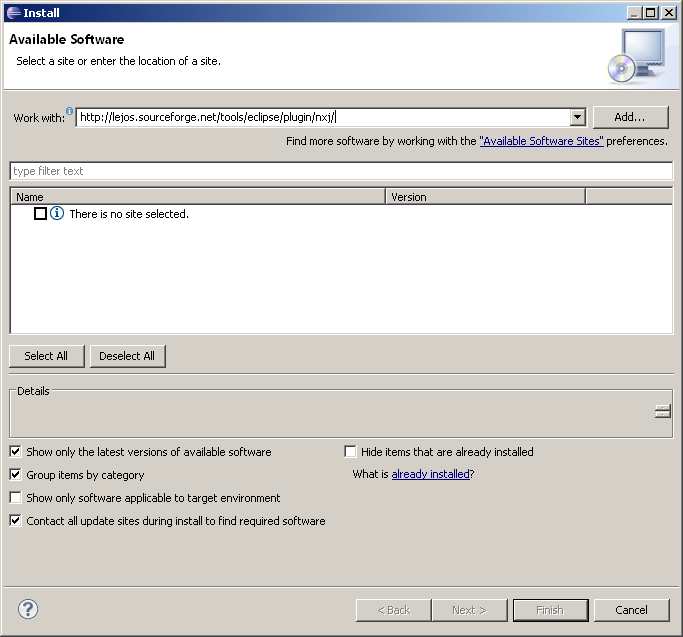 Install
Available Software
Select a site or enter the location of a site.
Work with: http://lejos.sourceforge.net/tools/eclipse/plugin/nxj/ Add...
Find more software by working with the "Available Software Sites" preferences.
type filter text
Name Version
There is no site selected.
Select All Deselect All
Details
Show only the latest versions of available software Hide items that are already installed
Group items by category What is already installed?
Show only software applicable to target environment
Contact all update sites during install to find required software
? < Back Next > Finish Cancel